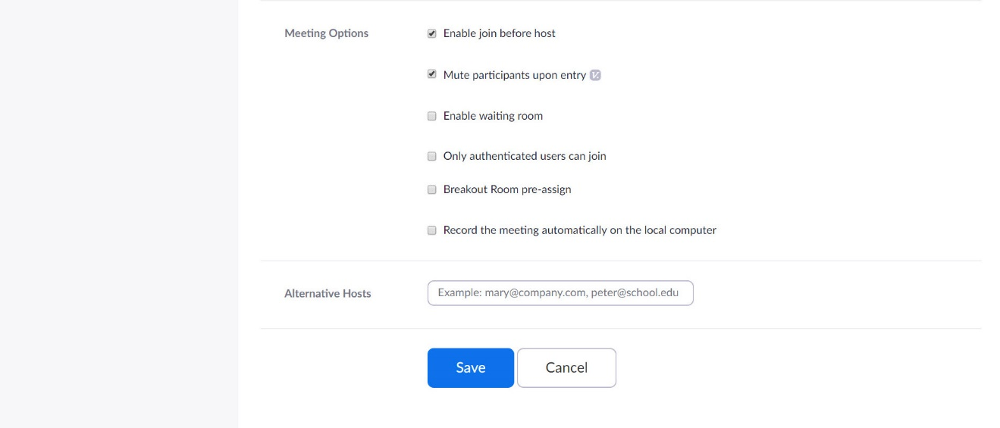 Meeting Options
Enable join before host
Mute participants upon entry
Enable waiting room
Only authenticated users can join
Breakout Room pre-assign
Record the meeting automatically on the local computer
Alternative Hosts
Example: mary@company.com, peter@school.edu
Save
Cancel